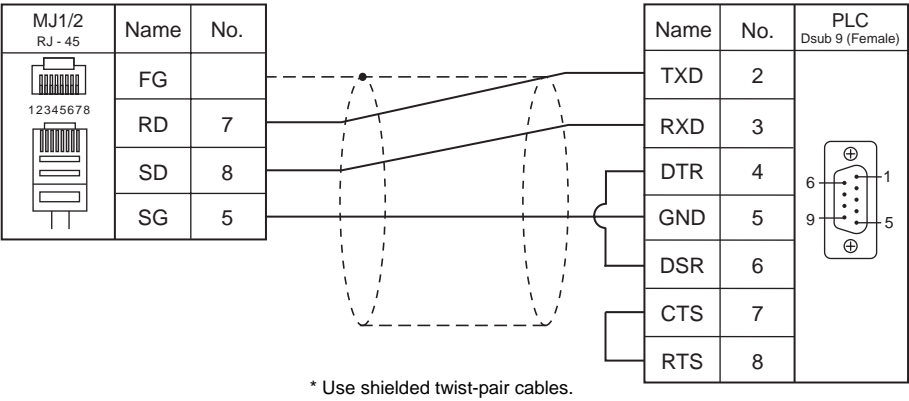 MJ1/2
RJ - 45
Name No.
12345678
FG
RD 7
SD 8
SG 5
Name No.
PLC
Dsub 9 (Female)
TXD 2
RXD 3
DTR 4
GND 5
DSR 6
CTS 7
RTS 8
6 1
9 5
* Use shielded twist-pair cables.